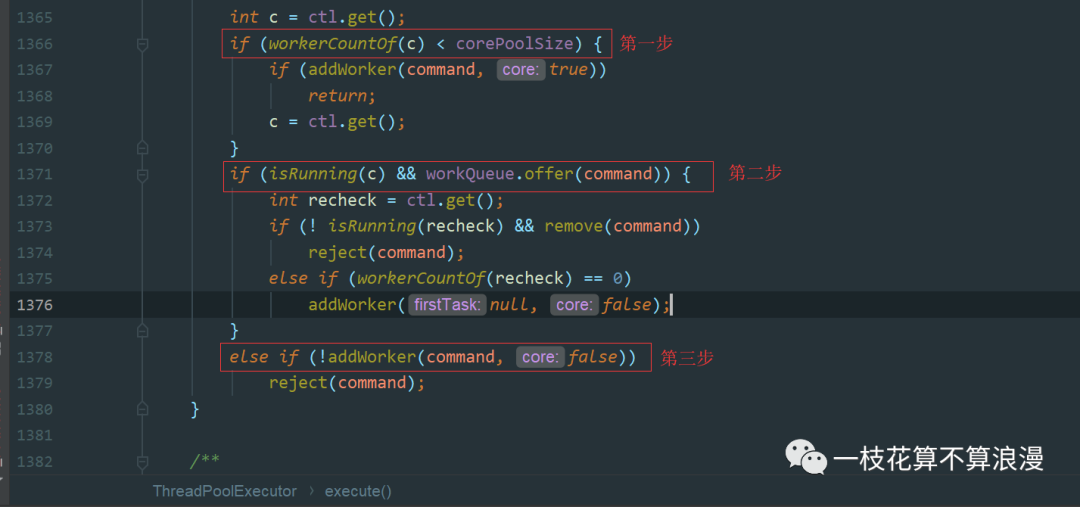 1365 int c = ctl.get();
1366 if (workerCountOf(c) < corePoolSize) { 第一步
1367 if (addWorker(command, core: true))
1368 return;
1369 c = ctl.get();
1370 }
1371 if (isRunning(c) && workQueue.offer(command)) { 第二步
1372 int recheck = ctl.get();
1373 if (! isRunning(recheck) && remove(command))
1374 reject(command);
1375 else if (workerCountOf(recheck) == 0)
1376 addWorker( firstTask: null, core: false);
1377 }
1378 else if (!addWorker(command, core: false)) 第三步
1379 reject(command);
1380 }
1381
1382 /**
一枝花算不算浪漫
ThreadPoolExecutor › execute()